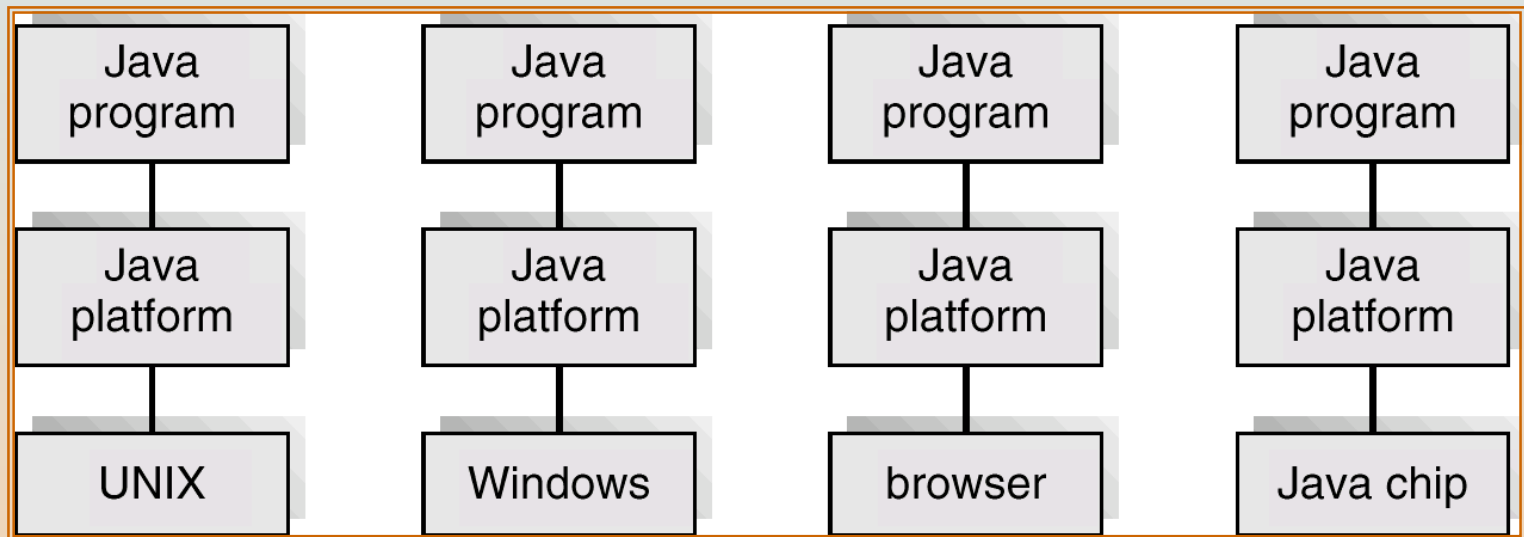 Java Java Java Java
program program program program
Java Java Java Java
platform platform platform platform
UNIX Windows browser Java chip